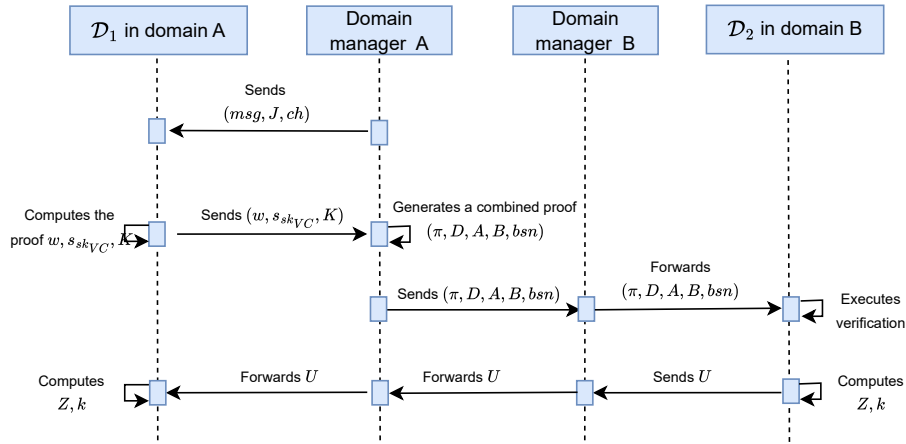 𝒟₁ in domain A
Domain
manager A
Domain
manager B
𝒟₂ in domain B
Sends
(msg, J, ch)
Computes the
proof w, s_{sk_{VC}}, K
Sends (w, s_{sk_{VC}}, K)
Generates a combined proof
(π, D, A, B, bsn)
Sends (π, D, A, B, bsn)
Forwards
(π, D, A, B, bsn)
Executes
verification
Computes
Z, k
Forwards U
Forwards U
Sends U
Computes
Z, k